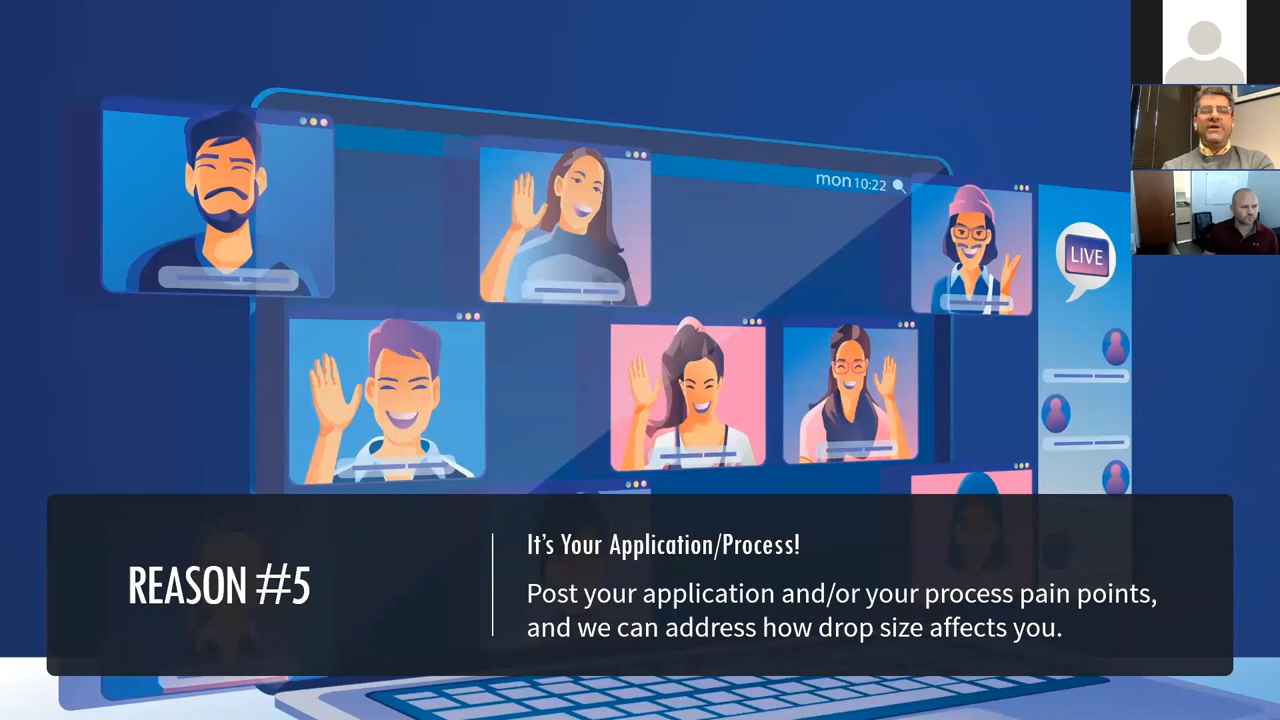 mon 10:22
LIVE
REASON #5
It's Your Application/Process!
Post your application and/or your process pain points,
and we can address how drop size affects you.